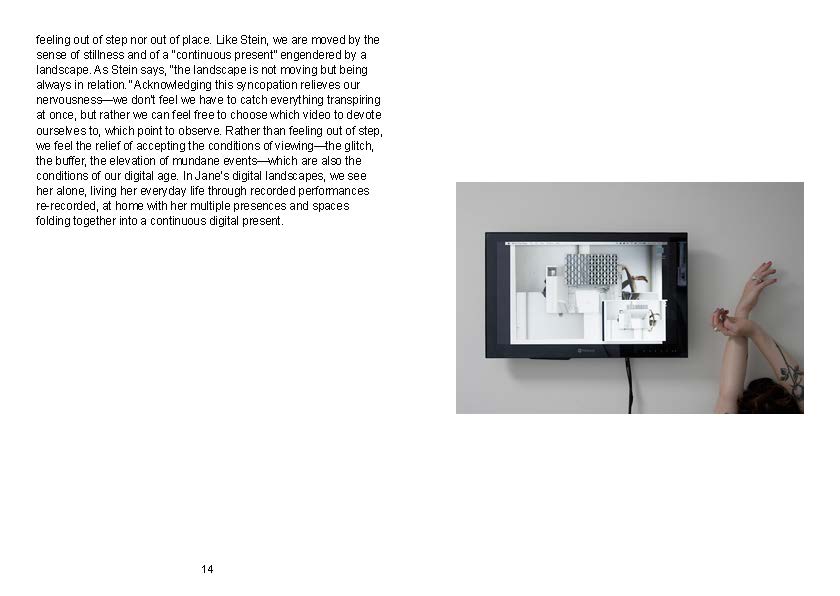 feeling out of step nor out of place. Like Stein, we are moved by the
sense of stillness and of a “continuous present” engendered by a
landscape. As Stein says, “the landscape is not moving but being
always in relation.” Acknowledging this syncopation relieves our
nervousness—we don’t feel we have to catch everything transpiring
at once, but rather we can feel free to choose which video to devote
ourselves to, which point to observe. Rather than feeling out of step,
we feel the relief of accepting the conditions of viewing—the glitch,
the buffer, the elevation of mundane events—which are also the
conditions of our digital age. In Jane’s digital landscapes, we see
her alone, living her everyday life through recorded performances
re-recorded, at home with her multiple presences and spaces
folding together into a continuous digital present.
14